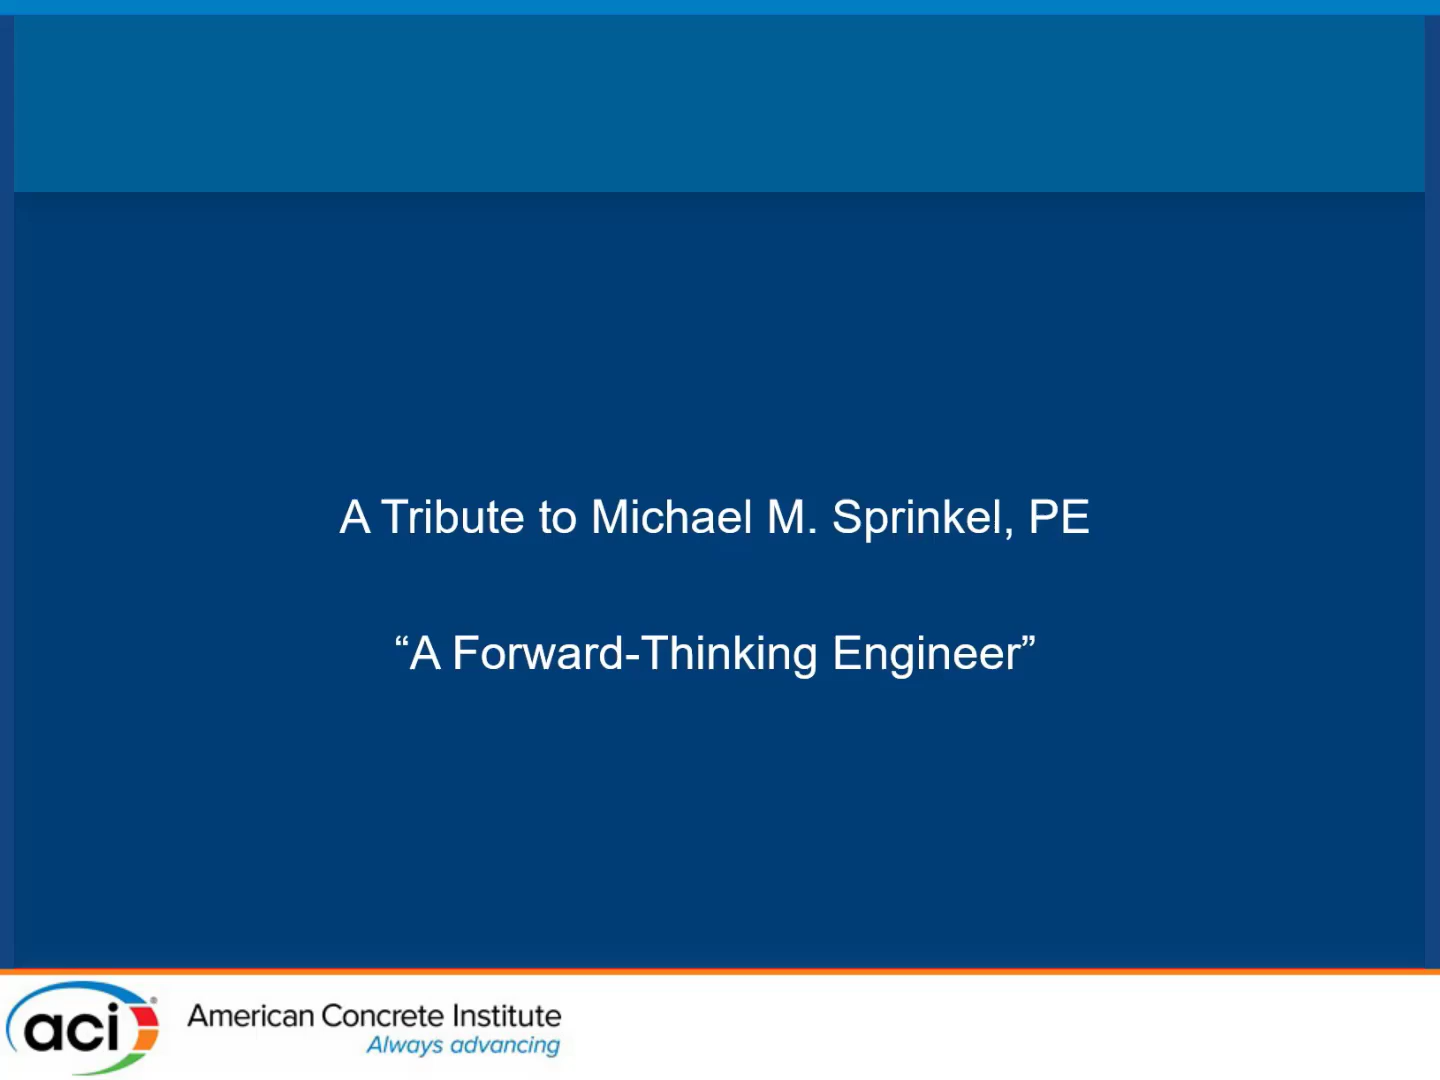 A Tribute to Michael M. Sprinkel, PE
“A Forward-Thinking Engineer”
aci®
American Concrete Institute
Always advancing